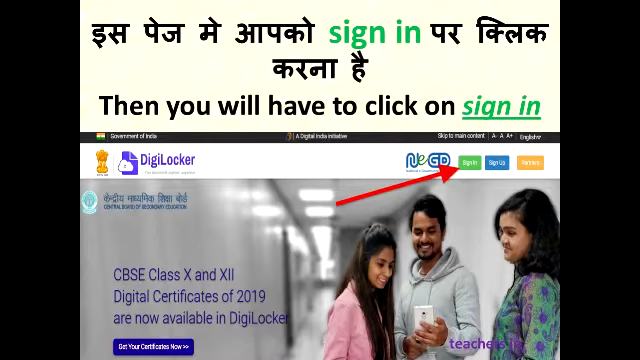 इस पेज मे आपको sign in पर क्लिक
करना है
Then you will have to click on sign in
Government of India
A Digital India initiative
Skip to main content A- A A+ English
DigiLocker
NeGD
Sign In
Sign Up
Partners
केन्द्रीय माध्यमिक शिक्षा बोर्ड
CENTRAL BOARD OF SECONDARY EDUCATION
CBSE Class X and XII
Digital Certificates of 2019
are now available in DigiLocker
Get Your Certificates Now >>
teachers